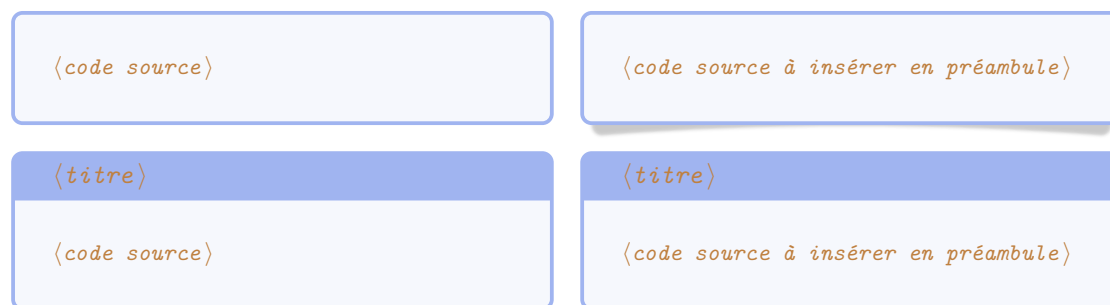 ⟨code source⟩
⟨code source à insérer en préambule⟩
⟨titre⟩
⟨code source⟩
⟨titre⟩
⟨code source à insérer en préambule⟩